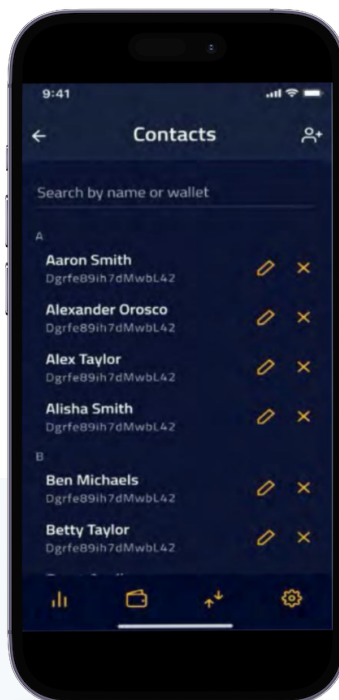 9:41
Contacts
Search by name or wallet
A
Aaron Smith
Dgrfe89ih7dMwbL42
Alexander Orosco
Dgrfe89ih7dMwbL42
Alex Taylor
Dgrfe89ih7dMwbL42
Alisha Smith
Dgrfe89ih7dMwbL42
B
Ben Michaels
Dgrfe89ih7dMwbL42
Betty Taylor
Dgrfe89ih7dMwbL42